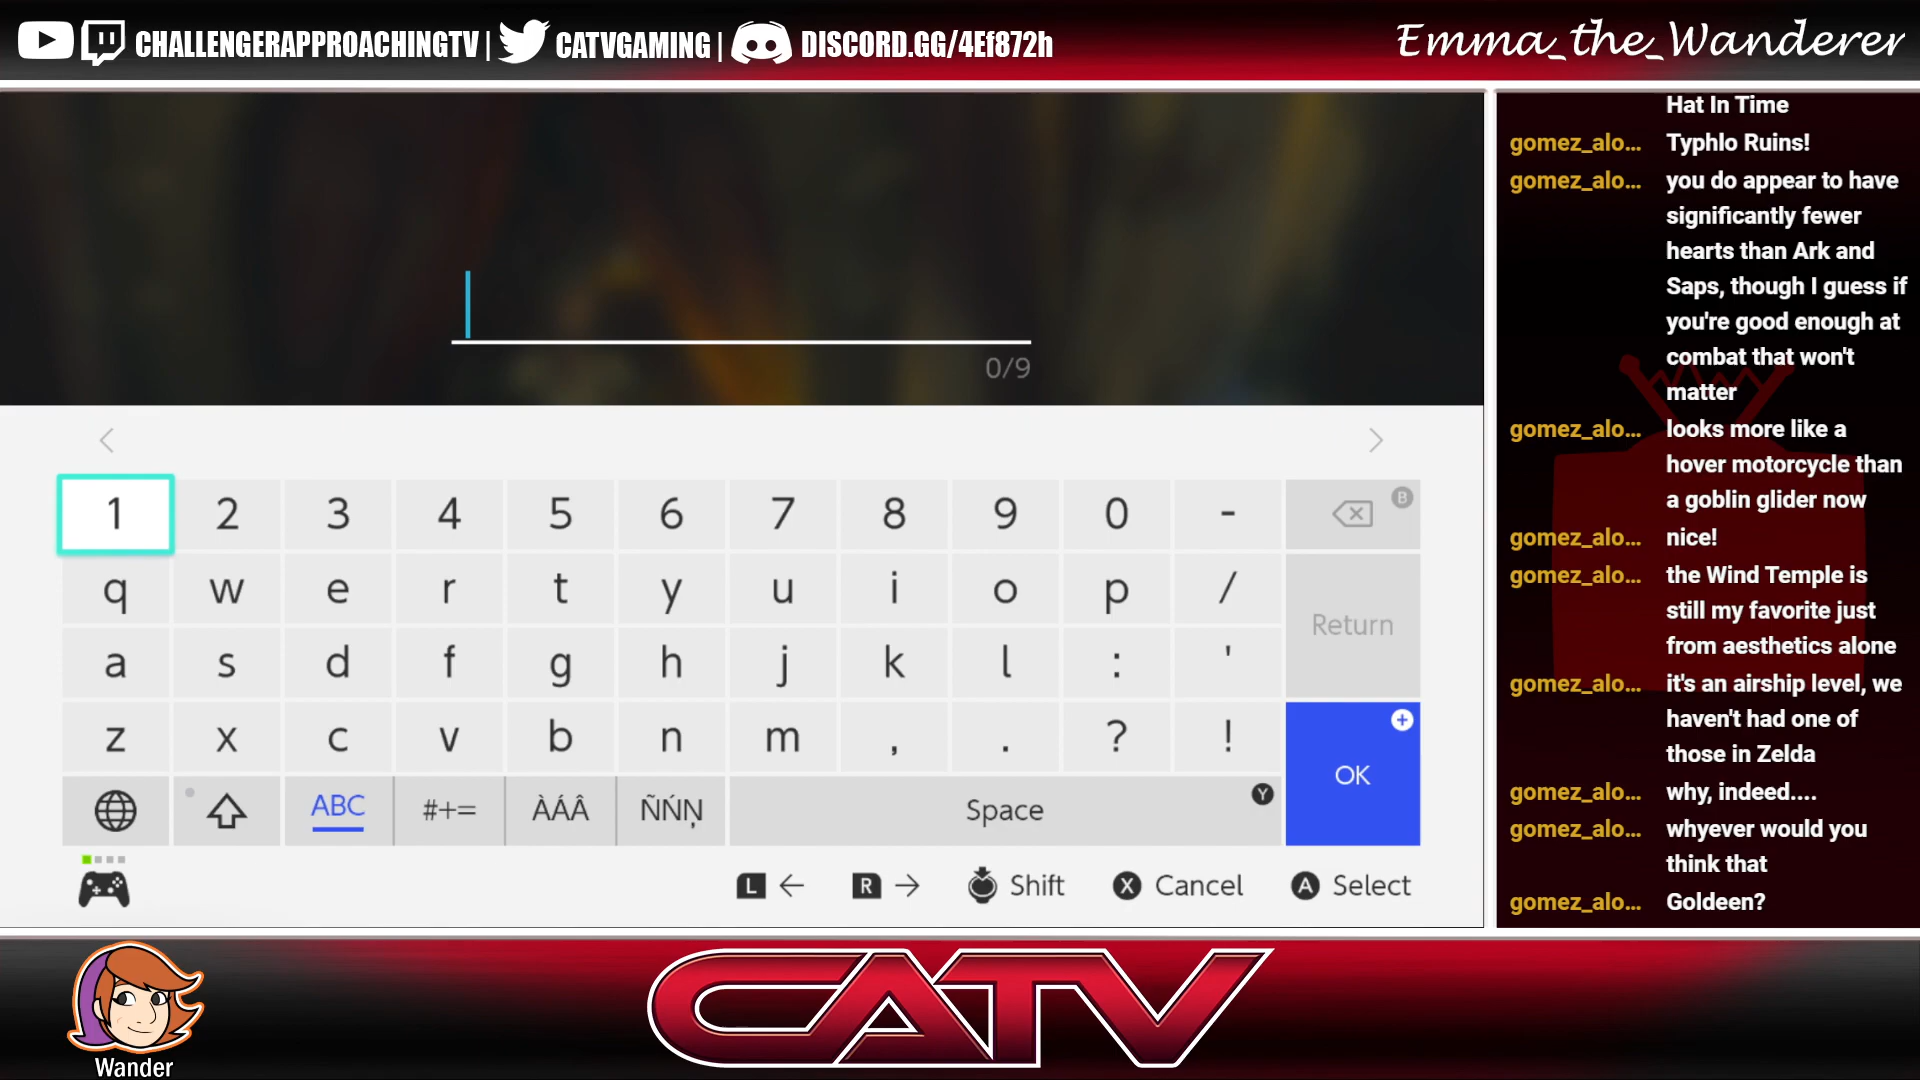 CHALLENGERAPPROACHINGTV | CATVGAMING | DISCORD.GG/4Ef872h
Emma_the_Wanderer
Hat In Time
gomez_alo... Typhlo Ruins!
gomez_alo... you do appear to have
significantly fewer
hearts than Ark and
Saps, though I guess if
you're good enough at
combat that won't
matter
gomez_alo... looks more like a
hover motorcycle than
a goblin glider now
gomez_alo... nice!
gomez_alo... the Wind Temple is
still my favorite just
from aesthetics alone
gomez_alo... it's an airship level, we
haven't had one of
those in Zelda
gomez_alo... why, indeed....
gomez_alo... whyever would you
think that
gomez_alo... Goldeen?
0/9
1 2 3 4 5 6 7 8 9 0 - B
q w e r t y u i o p / Return
a s d f g h j k l : '
z x c v b n m , . ? ! OK
ABC #+= ÀÁÂ ÑŃŅ Space Y
L ← R → Shift X Cancel A Select
Wander
CATV